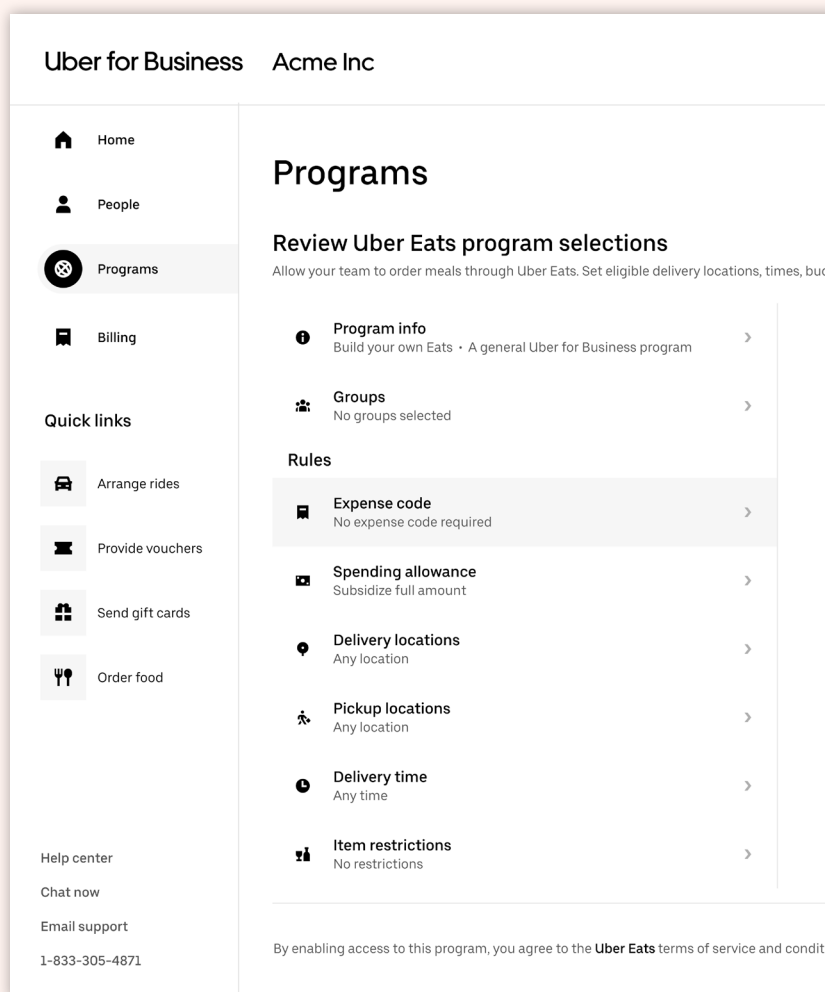 Uber for Business
Acme Inc
Home
People
Programs
Billing
Quick links
Arrange rides
Provide vouchers
Send gift cards
Order food
Help center
Chat now
Email support
1-833-305-4871
Programs
Review Uber Eats program selections
Allow your team to order meals through Uber Eats. Set eligible delivery locations, times,
Program info
Build your own Eats • A general Uber for Business program
Groups
No groups selected
Rules
Expense code
No expense code required
Spending allowance
Subsidize full amount
Delivery locations
Any location
Pickup locations
Any location
Delivery time
Any time
Item restrictions
No restrictions
By enabling access to this program, you agree to the Uber Eats terms of service and